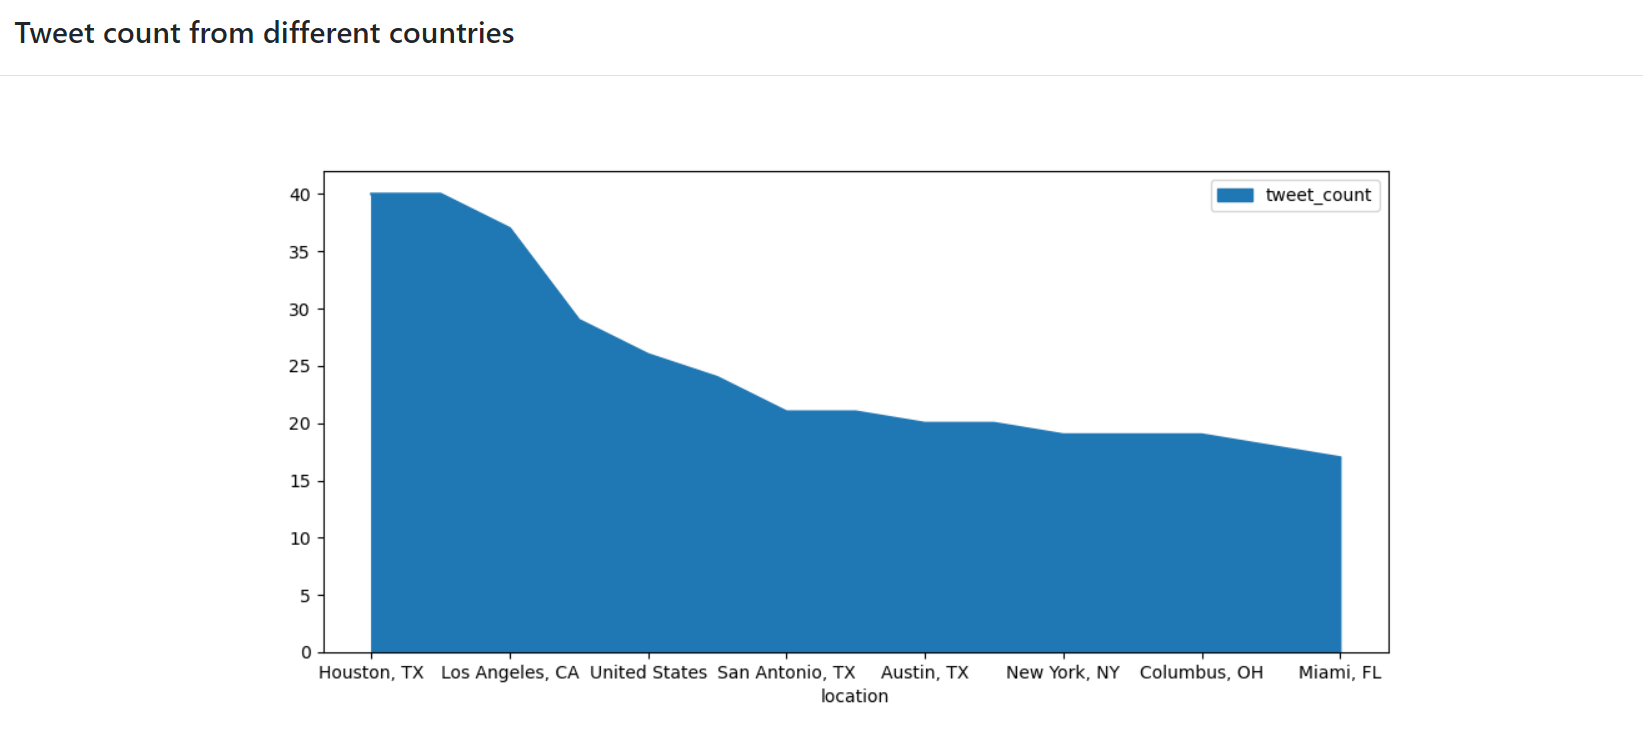 Tweet count from different countries
tweet_count
40
35
30
25
20
15
10
5
0
Houston, TX Los Angeles, CA United States San Antonio, TX Austin, TX New York, NY Columbus, OH Miami, FL
location